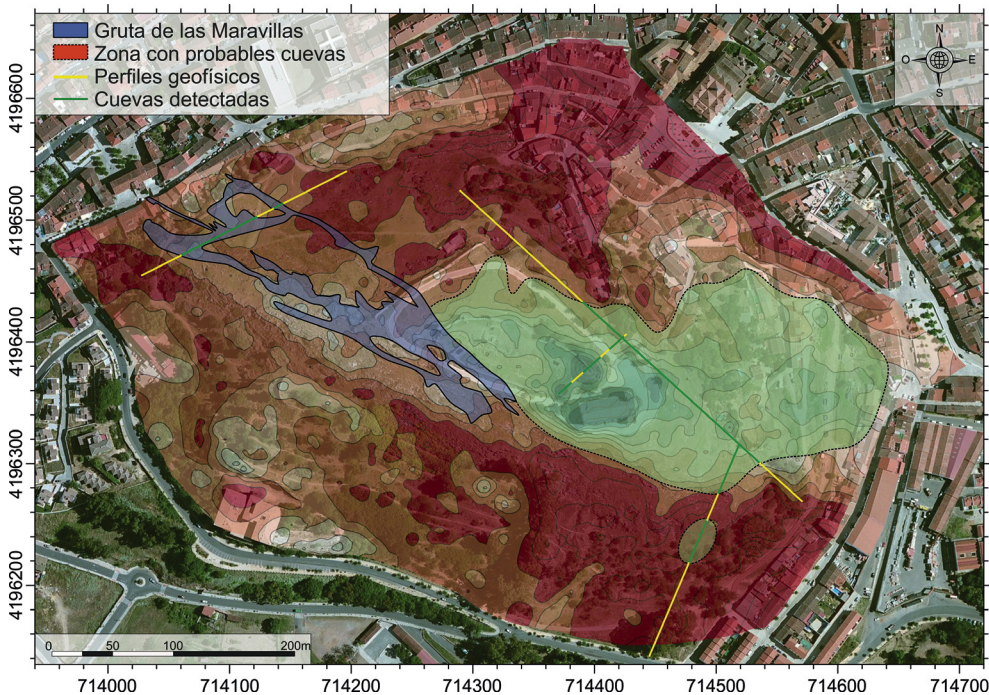 Gruta de las Maravillas
Zona con probables cuevas
Perfiles geofísicos
Cuevas detectadas
N
O
E
S
4196600
4196500
4196400
4196300
4196200
0 50 100 200m
714000 714100 714200 714300 714400 714500 714600 714700